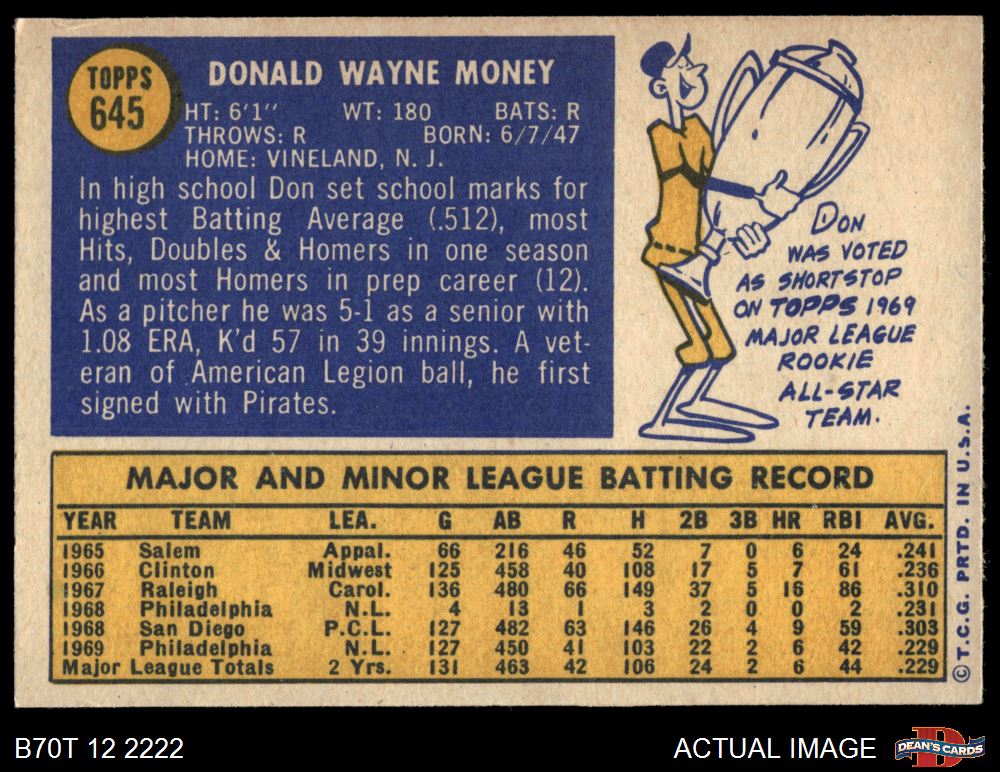 TOPPS
645
DONALD WAYNE MONEY
HT: 6'1" WT: 180 BATS: R
THROWS: R BORN: 6/7/47
HOME: VINELAND, N. J.
In high school Don set school marks for
highest Batting Average (.512), most
Hits, Doubles & Homers in one season
and most Homers in prep career (12).
As a pitcher he was 5-1 as a senior with
1.08 ERA, K'd 57 in 39 innings. A vet-
eran of American Legion ball, he first
signed with Pirates.
DON
WAS VOTED
AS SHORTSTOP
ON TOPPS 1969
MAJOR LEAGUE
ROOKIE
ALL-STAR
TEAM.
MAJOR AND MINOR LEAGUE BATTING RECORD
YEAR TEAM LEA. G AB R H 2B 3B HR RBI AVG.
1965 Salem Appal. 66 216 46 52 7 0 6 24 .241
1966 Clinton Midwest 125 458 40 108 17 5 7 61 .236
1967 Raleigh Carol. 136 480 66 149 37 5 16 86 .310
1968 Philadelphia N.L. 4 13 1 3 2 0 0 2 .231
1968 San Diego P.C.L. 127 482 63 146 26 4 9 59 .303
1969 Philadelphia N.L. 127 450 41 103 22 2 6 42 .229
Major League Totals 2 Yrs. 131 463 42 106 24 2 6 44 .229
© T.C.G. PRTD. IN U.S.A.
B70T 12 2222
ACTUAL IMAGE
D
DEAN'S CARDS